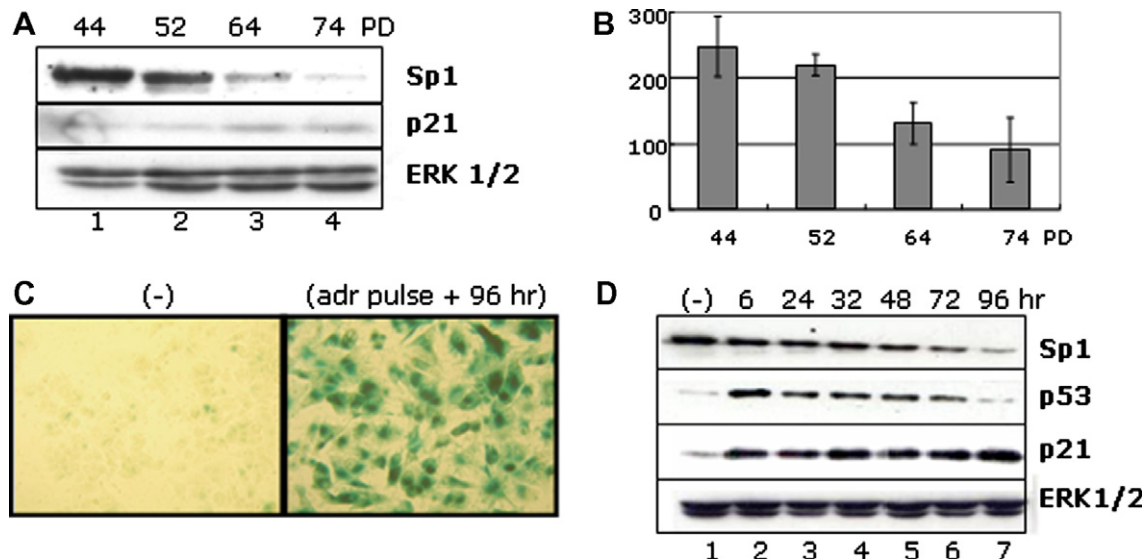 A
44 52 64 74 PD
Sp1
p21
ERK 1/2
1 2 3 4
B
300
200
100
0
44 52 64 74 PD
C
(-) (adr pulse + 96 hr)
D
(-) 6 24 32 48 72 96 hr
Sp1
p53
p21
ERK1/2
1 2 3 4 5 6 7